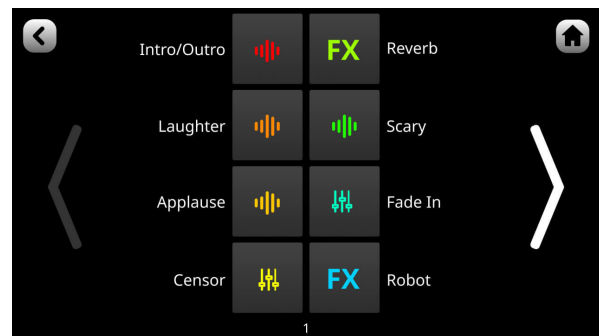 Intro/Outro FX Reverb
Laughter Scary
Applause Fade In
Censor FX Robot
1